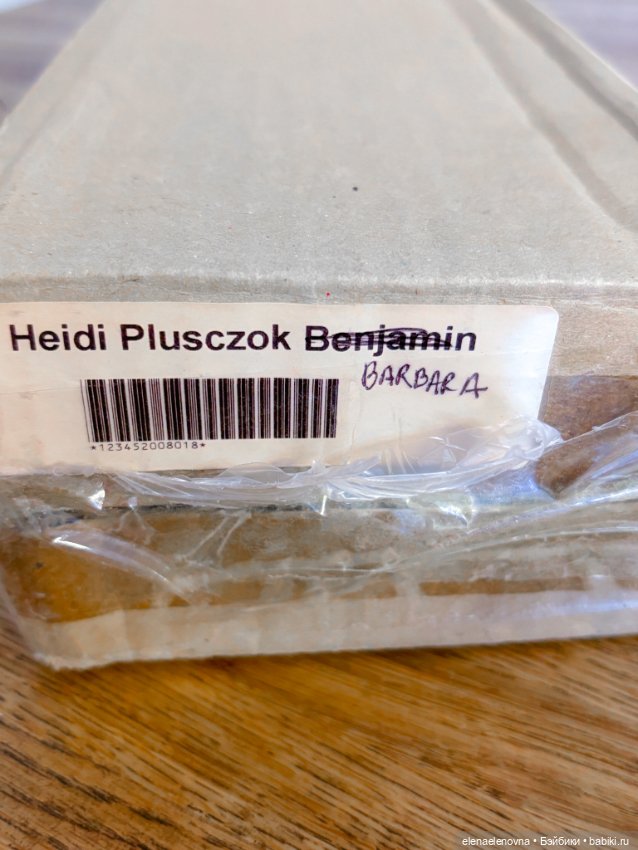 Heidi Plusczok Benjamin
BARBARA
*123452008018*
elenaelenovna • Бэйбики • babiki.ru